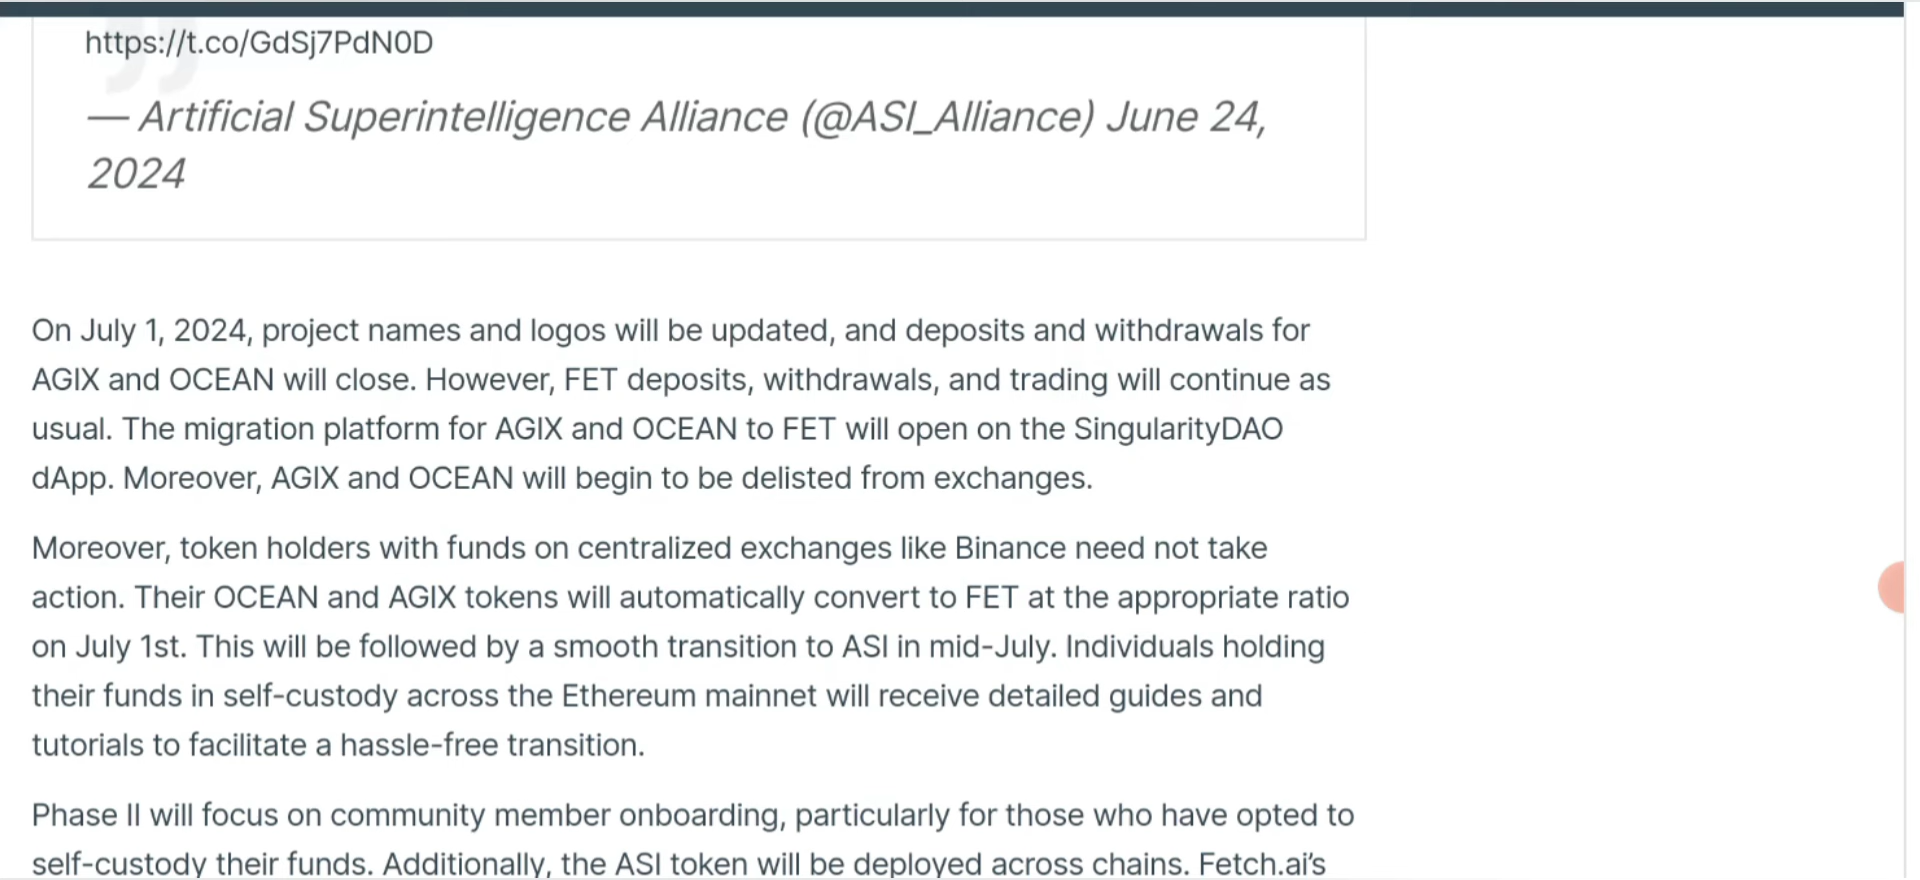 https://t.co/GdSj7PdN0D
— Artificial Superintelligence Alliance (@ASI_Alliance) June 24,
2024
On July 1, 2024, project names and logos will be updated, and deposits and withdrawals for
AGIX and OCEAN will close. However, FET deposits, withdrawals, and trading will continue as
usual. The migration platform for AGIX and OCEAN to FET will open on the SingularityDAO
dApp. Moreover, AGIX and OCEAN will begin to be delisted from exchanges.
Moreover, token holders with funds on centralized exchanges like Binance need not take
action. Their OCEAN and AGIX tokens will automatically convert to FET at the appropriate ratio
on July 1st. This will be followed by a smooth transition to ASI in mid-July. Individuals holding
their funds in self-custody across the Ethereum mainnet will receive detailed guides and
tutorials to facilitate a hassle-free transition.
Phase II will focus on community member onboarding, particularly for those who have opted to
self-custody their funds. Additionally, the ASI token will be deployed across chains. Fetch.ai’s